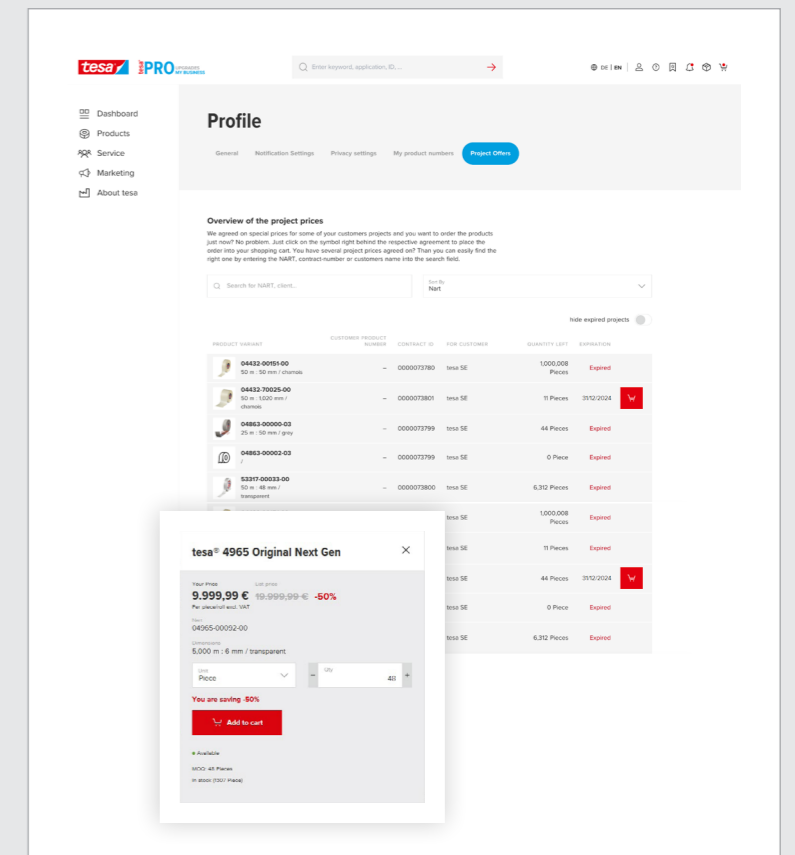 tesa
tesa PRO UPGRADES
MY BUSINESS
Enter keyword, application, ID....
DE | EN
Dashboard
Products
Service
Marketing
About tesa
Profile
General Notification Settings Privacy settings My product numbers Project Offers
Overview of the project prices
We agreed on special prices for some of your customers projects and you want to order the products
just now? No problem. Just click on the symbol right behind the respective agreement to place the
order into your shopping cart. You have several project prices agreed on? Than you can easily find the
right one by entering the NART, contract-number or customers name into the search field.
Search for NART, client..
Sort By
Nart
hide expired projects
PRODUCT VARIANT CUSTOMER PRODUCT NUMBER CONTRACT ID FOR CUSTOMER QUANTITY LEFT EXPIRATION
04432-00151-00
50 m : 50 mm / chamois
– 0000073780 tesa SE 1,000,008 Pieces Expired
04432-70025-00
50 m : 1,020 mm /
chamois
– 0000073801 tesa SE 11 Pieces 31/12/2024
04863-00000-03
25 m : 50 mm / grey
– 0000073799 tesa SE 44 Pieces Expired
04863-00002-03
/
– 0000073799 tesa SE 0 Piece Expired
53317-00033-00
50 m : 48 mm /
transparent
– 0000073800 tesa SE 6,312 Pieces Expired
tesa SE 1,000,008 Pieces Expired
tesa SE 11 Pieces Expired
tesa SE 44 Pieces 31/12/2024
tesa SE 0 Piece Expired
tesa SE 6,312 Pieces Expired
tesa® 4965 Original Next Gen
Your Price List price
9.999,99 € 19.999,99 € -50%
Per piece/roll excl. VAT
Nart
04965-00092-00
Dimensions
5,000 m : 6 mm / transparent
Unit
Piece
Qty
– 48 +
You are saving -50%
Add to cart
Available
MOQ: 48 Pieces
In stock (1307 Piece)